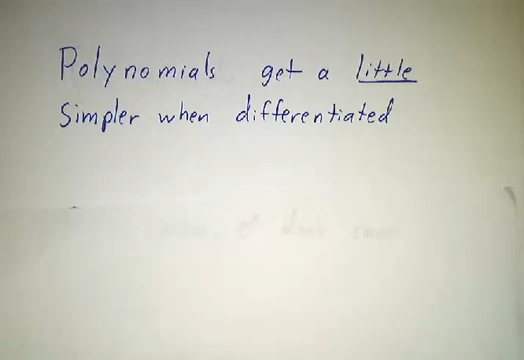 Polynomials get a little
Simpler when differentiated